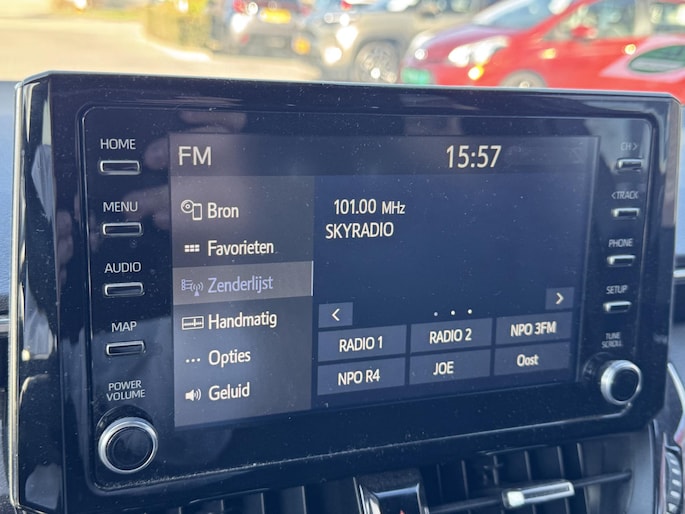 HOME
MENU
AUDIO
MAP
POWER
VOLUME
FM
15:57
Bron
Favorieten
Zenderlijst
Handmatig
Opties
Geluid
101.00 MHz
SKYRADIO
RADIO 1
RADIO 2
NPO 3FM
NPO R4
JOE
Oost
CH >
< TRACK
PHONE
SETUP
TUNE
SCROLL